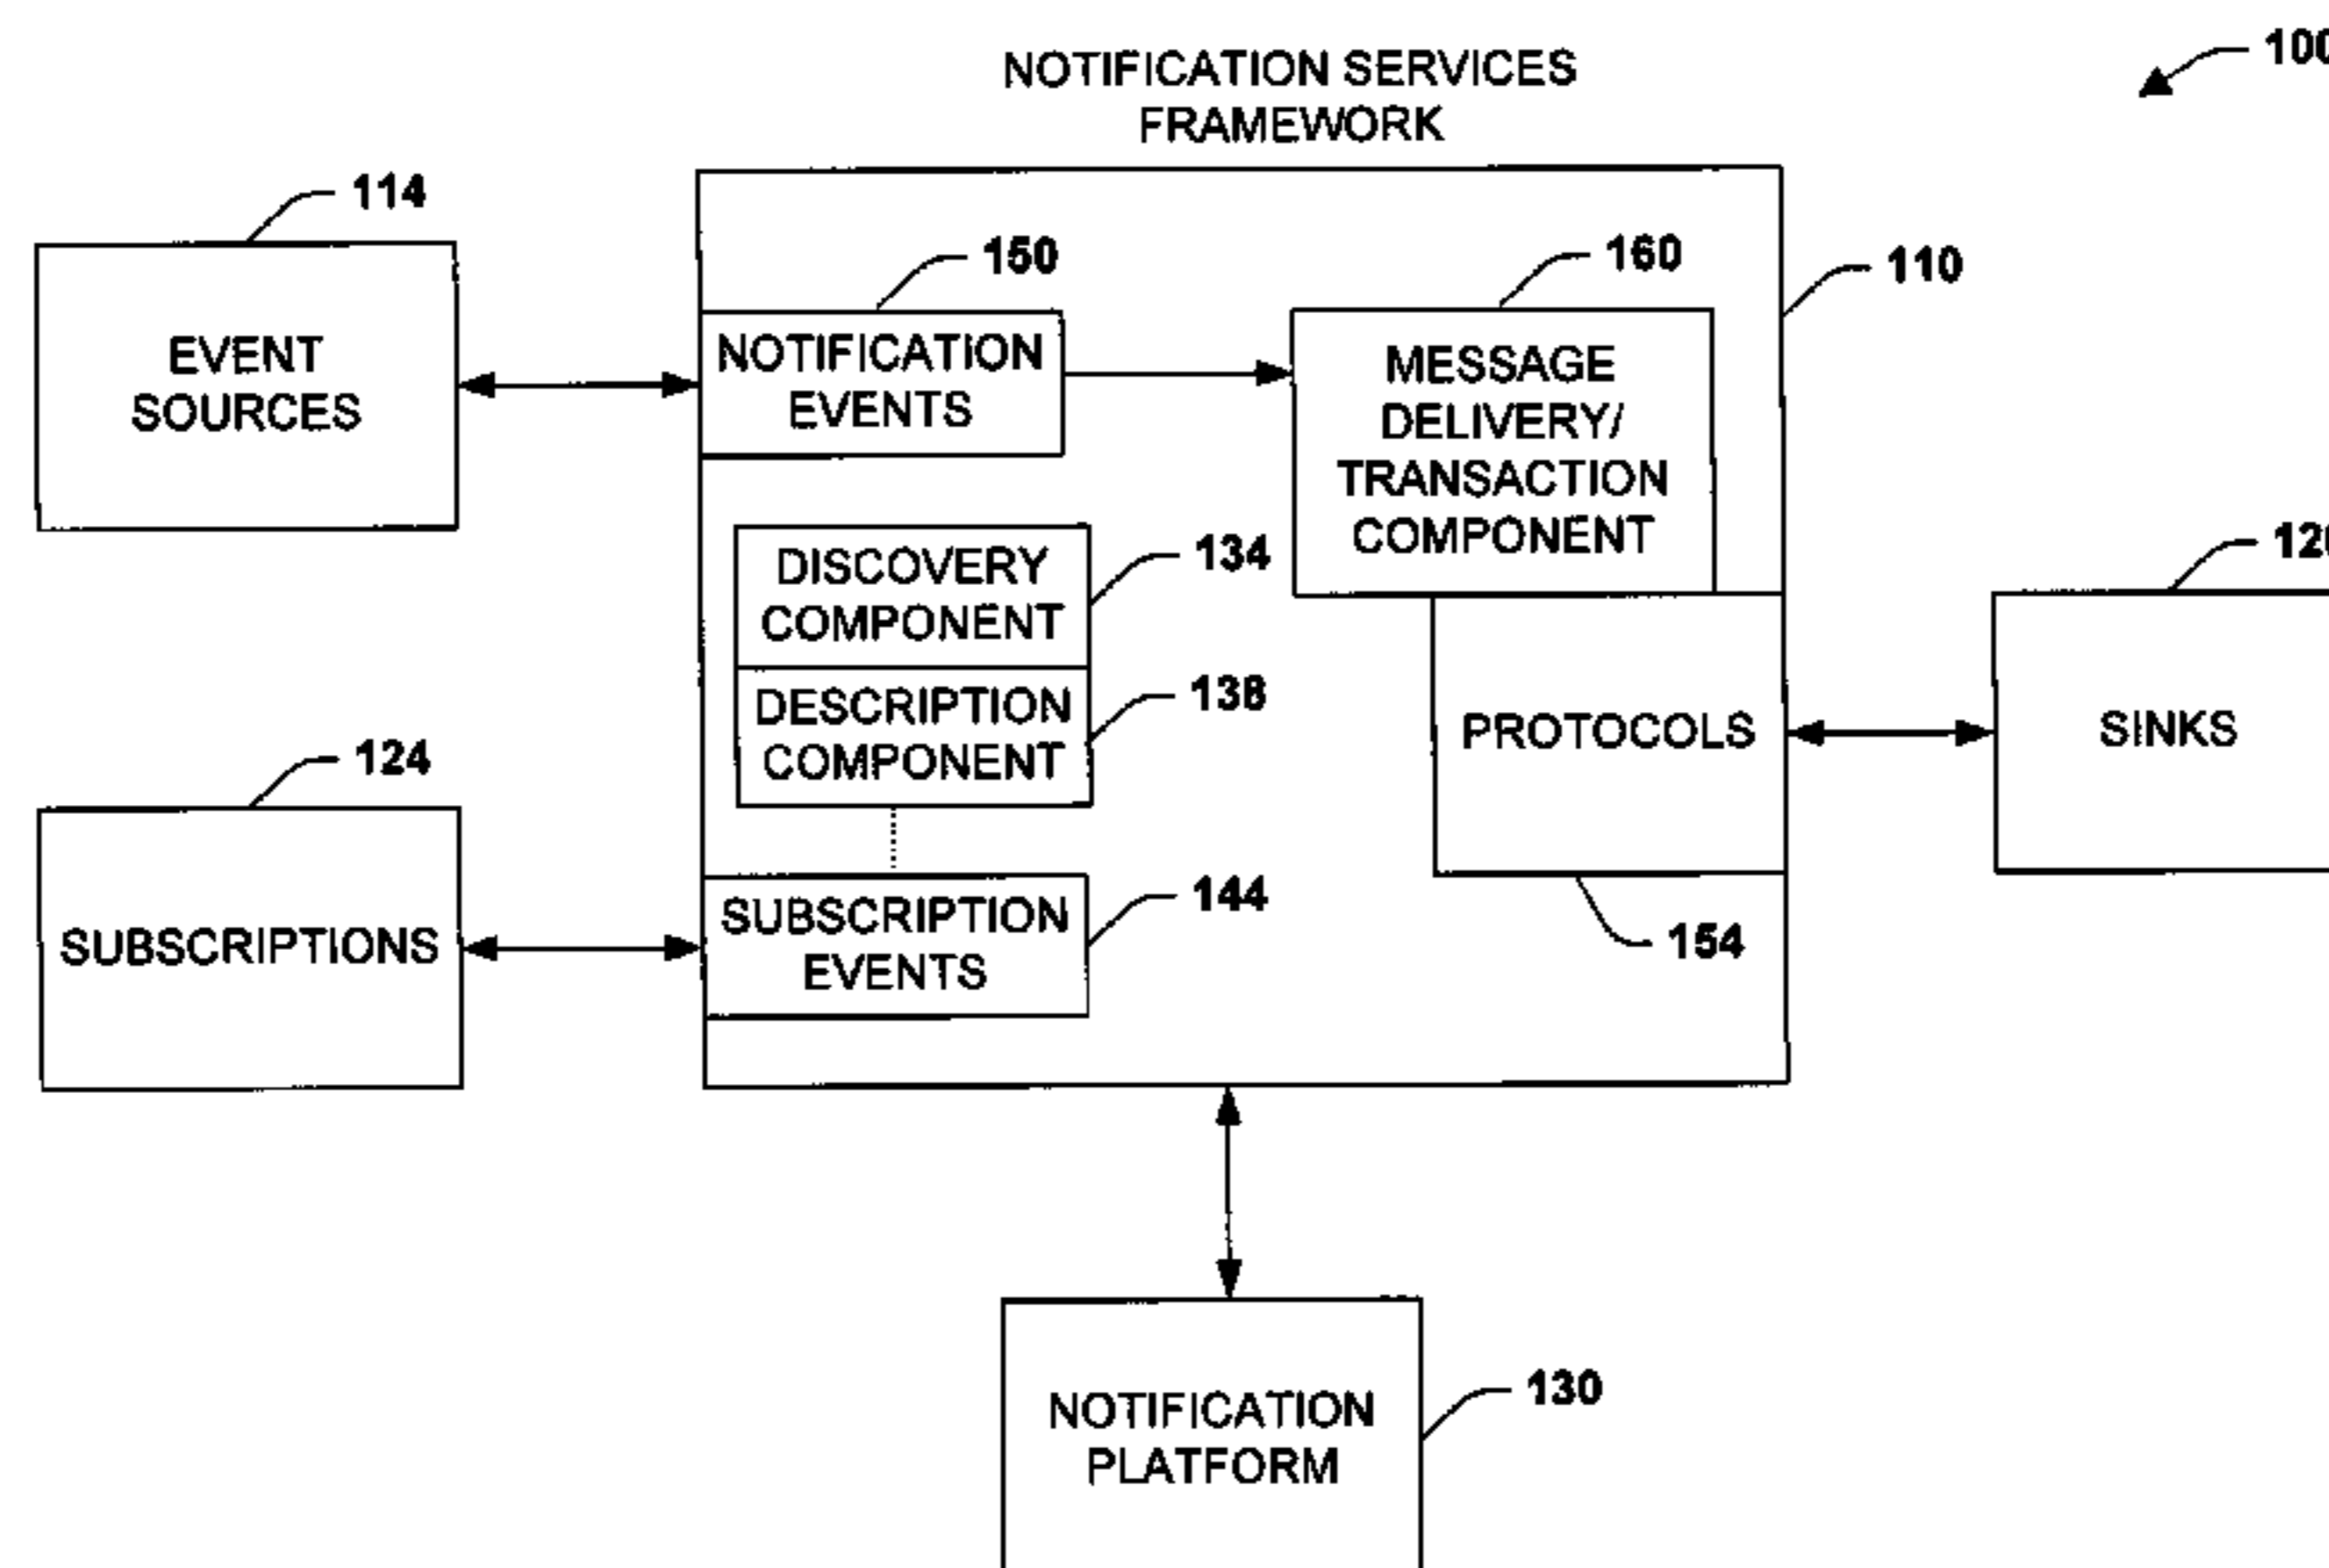 NOTIFICATION SERVICES
FRAMEWORK
100
114
150
160
110
EVENT
SOURCES
NOTIFICATION
EVENTS
MESSAGE
DELIVERY/
TRANSACTION
COMPONENT
DISCOVERY
COMPONENT
134
120
DESCRIPTION
COMPONENT
138
PROTOCOLS
SINKS
124
SUBSCRIPTIONS
SUBSCRIPTION
EVENTS
144
154
NOTIFICATION
PLATFORM
130